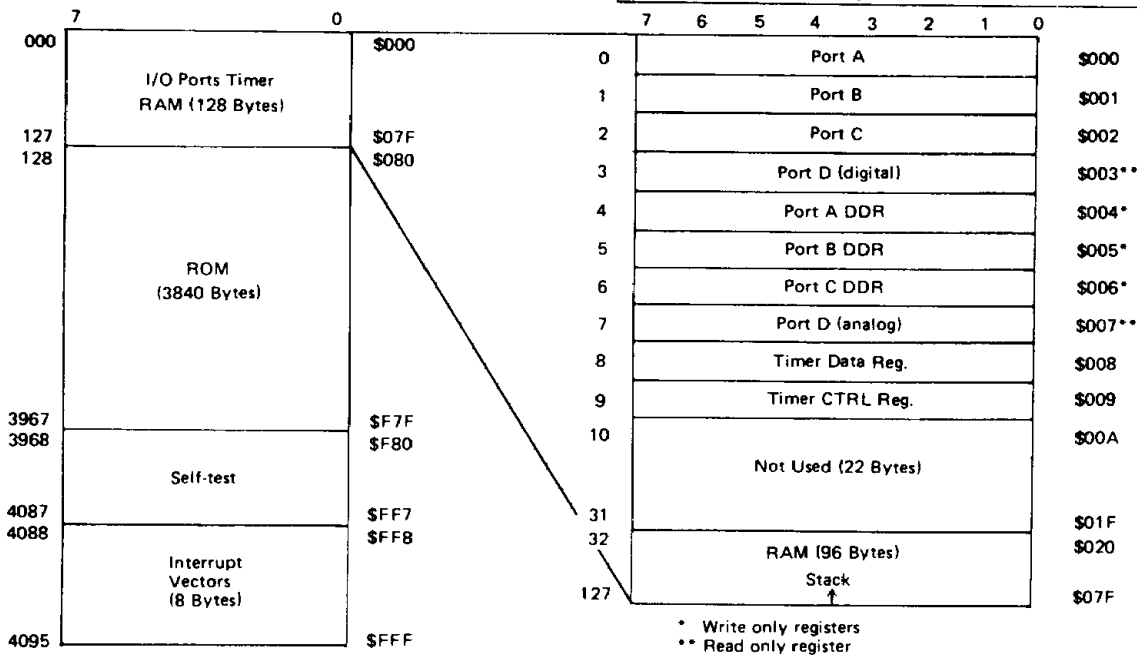 7 0
000 $000
I/O Ports Timer
RAM (128 Bytes)
127 $07F
128 $080
ROM
(3840 Bytes)
3967 $F7F
3968 $F80
Self-test
4087 $FF7
4088 $FF8
Interrupt
Vectors
(8 Bytes)
4095 $FFF
7 6 5 4 3 2 1 0
0 Port A $000
1 Port B $001
2 Port C $002
3 Port D (digital) $003**
4 Port A DDR $004*
5 Port B DDR $005*
6 Port C DDR $006*
7 Port D (analog) $007**
8 Timer Data Reg. $008
9 Timer CTRL Reg. $009
10 $00A
Not Used (22 Bytes)
31 $01F
32 RAM (96 Bytes) $020
Stack
127 $07F
* Write only registers
** Read only register